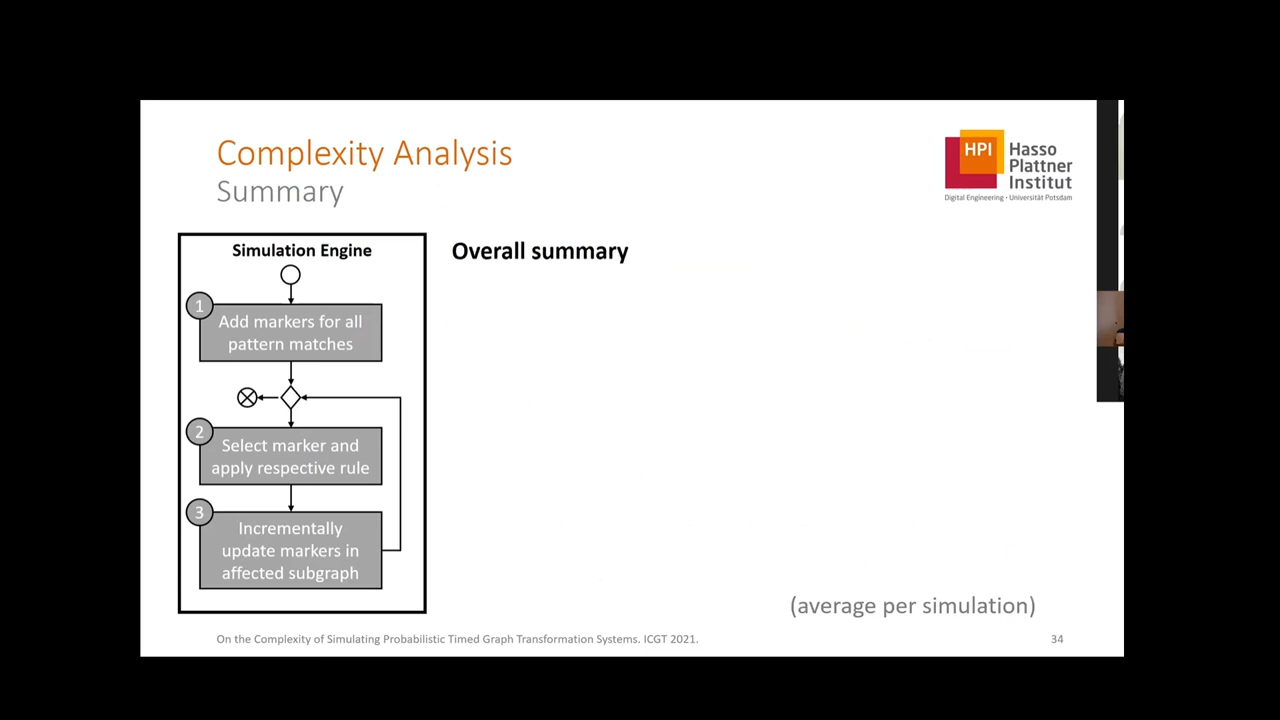 Complexity Analysis
Summary
HPI
Hasso
Plattner
Institut
Digital Engineering • Universität Potsdam
Simulation Engine
1
Add markers for all
pattern matches
2
Select marker and
apply respective rule
3
Incrementally
update markers in
affected subgraph
Overall summary
(average per simulation)
On the Complexity of Simulating Probabilistic Timed Graph Transformation Systems. ICGT 2021.
34